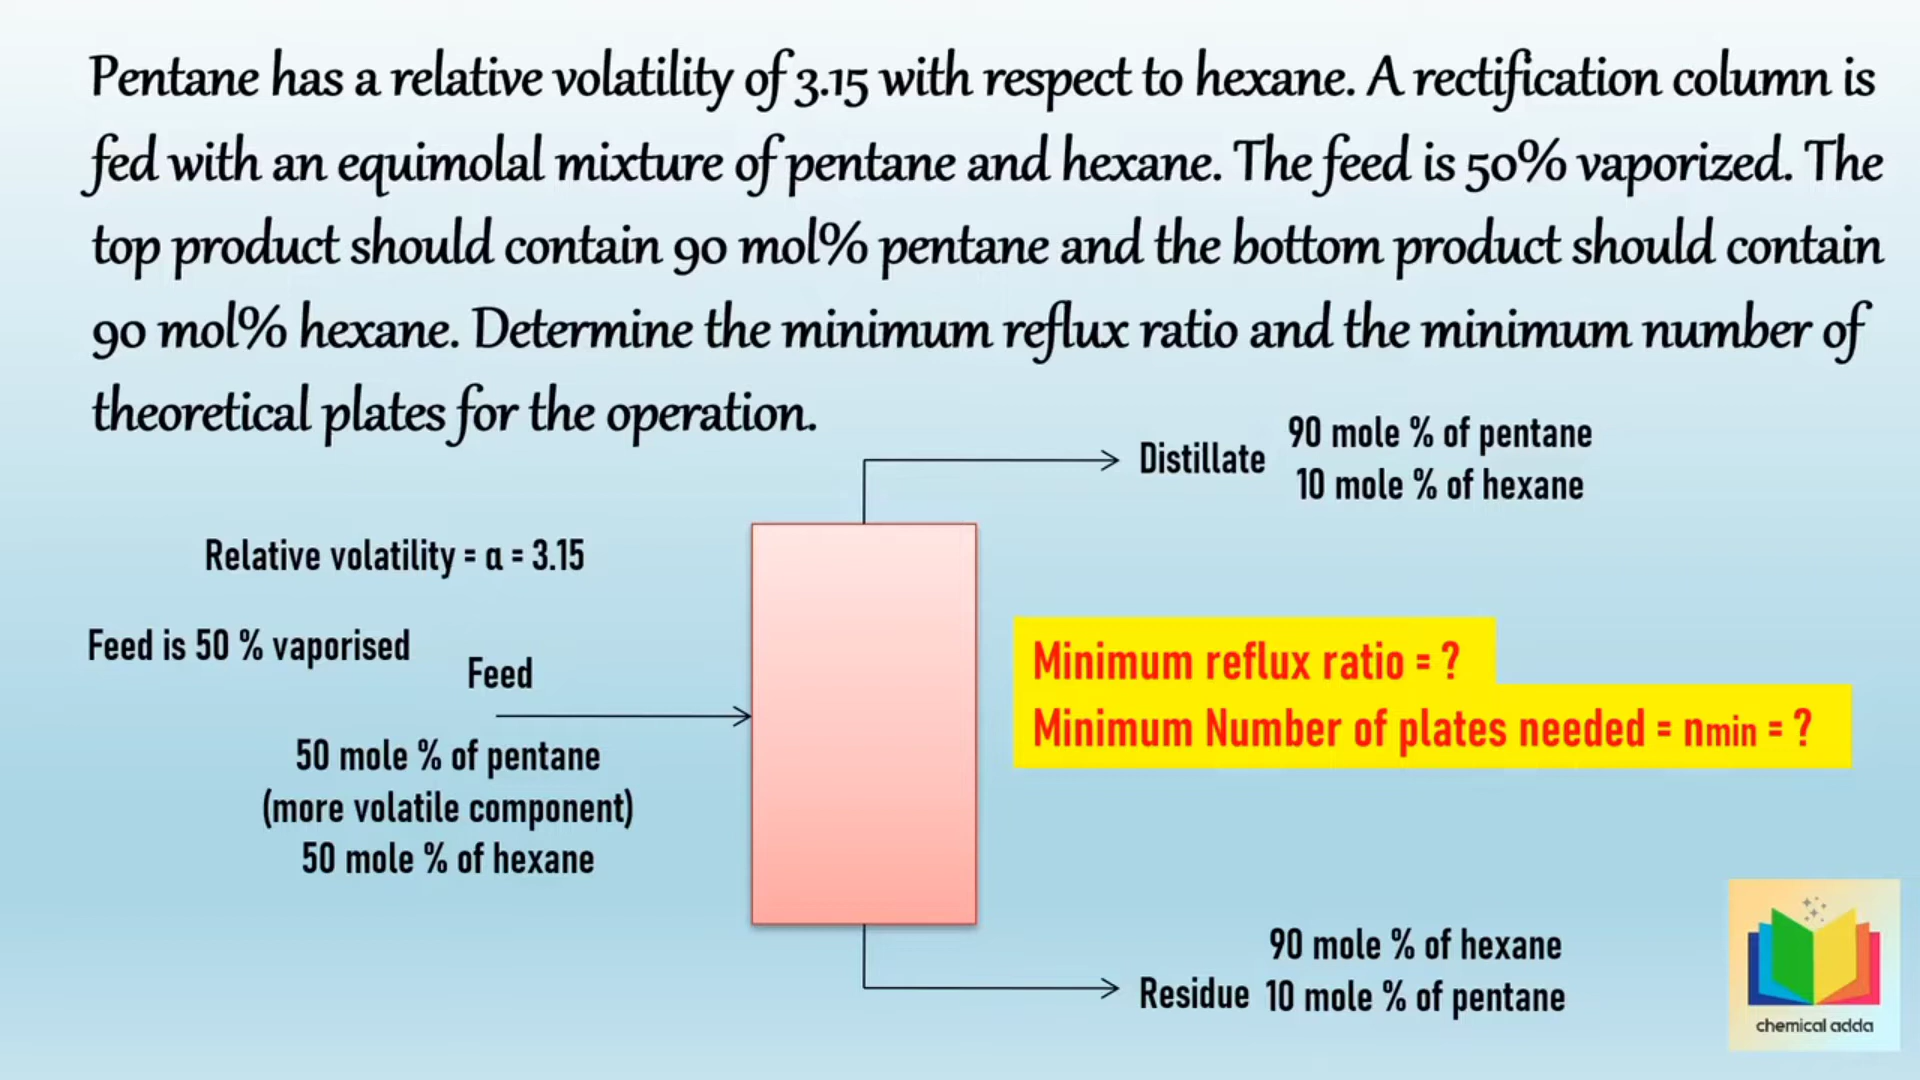 Pentane has a relative volatility of 3.15 with respect to hexane. A rectification column is
fed with an equimolal mixture of pentane and hexane. The feed is 50% vaporized. The
top product should contain 90 mol% pentane and the bottom product should contain
90 mol% hexane. Determine the minimum reflux ratio and the minimum number of
theoretical plates for the operation.
Distillate
90 mole % of pentane
10 mole % of hexane
Relative volatility = α = 3.15
Feed is 50 % vaporised
Feed
50 mole % of pentane
(more volatile component)
50 mole % of hexane
Minimum reflux ratio = ?
Minimum Number of plates needed = nmin = ?
90 mole % of hexane
Residue 10 mole % of pentane
chemical adda